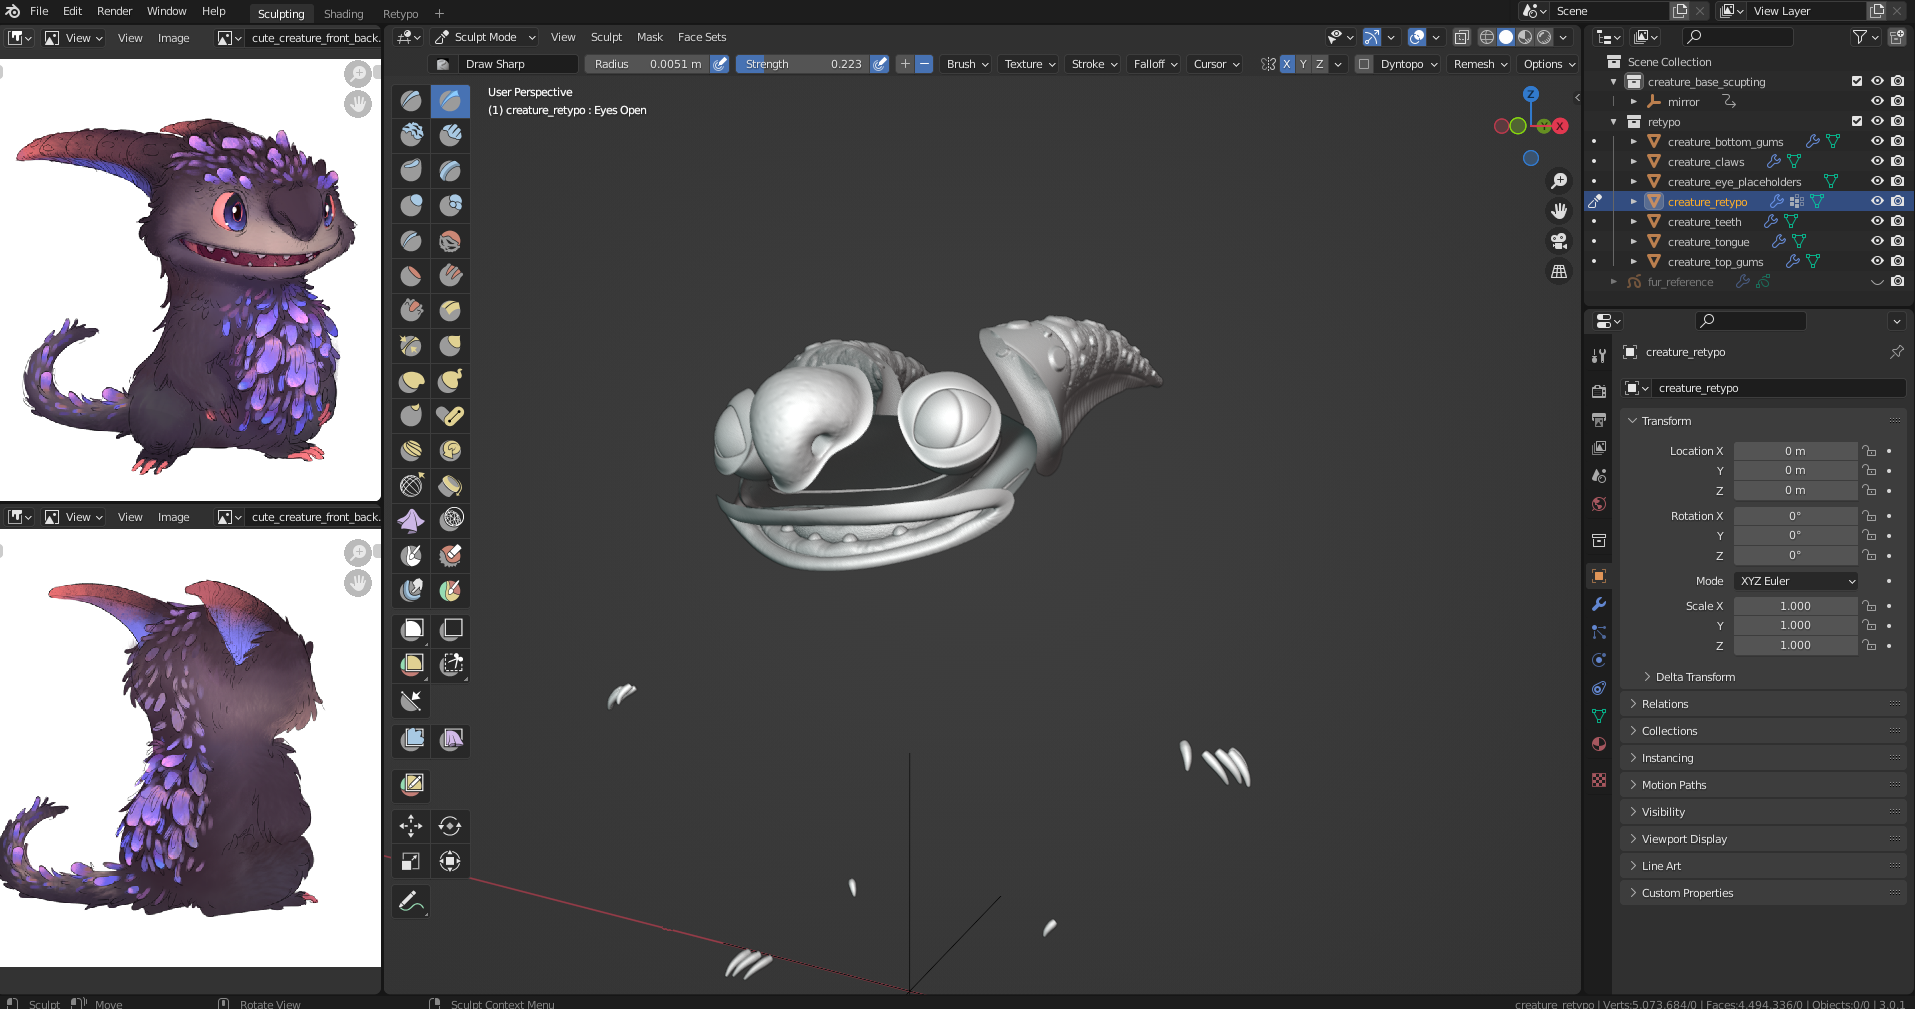 File Edit Render Window Help Sculpting Shading Retypo + Scene View Layer
View View Image cute_creature_front_back.
Sculpt Mode View Sculpt Mask Face Sets
Draw Sharp Radius 0.0051 m Strength 0.223 + − Brush Texture Stroke Falloff Cursor X Y Z Dyntopo Remesh Options
User Perspective
(1) creature_retypo : Eyes Open
Z
Y X
Scene Collection
creature_base_scupting
mirror
retypo
creature_bottom_gums
creature_claws
creature_eye_placeholders
creature_retypo
creature_teeth
creature_tongue
creature_top_gums
fur_reference
creature_retypo
creature_retypo
Transform
Location X 0 m
Y 0 m
Z 0 m
Rotation X 0°
Y 0°
Z 0°
Mode XYZ Euler
Scale X 1.000
Y 1.000
Z 1.000
Delta Transform
Relations
Collections
Instancing
Motion Paths
Visibility
Viewport Display
Line Art
Custom Properties
View View Image cute_creature_front_back.
Sculpt Move Rotate View Sculpt Context Menu
creature_retypo | Verts:5,073,684/0 | Faces:4,494,336/0 | Objects:0/0 | 3.0.1